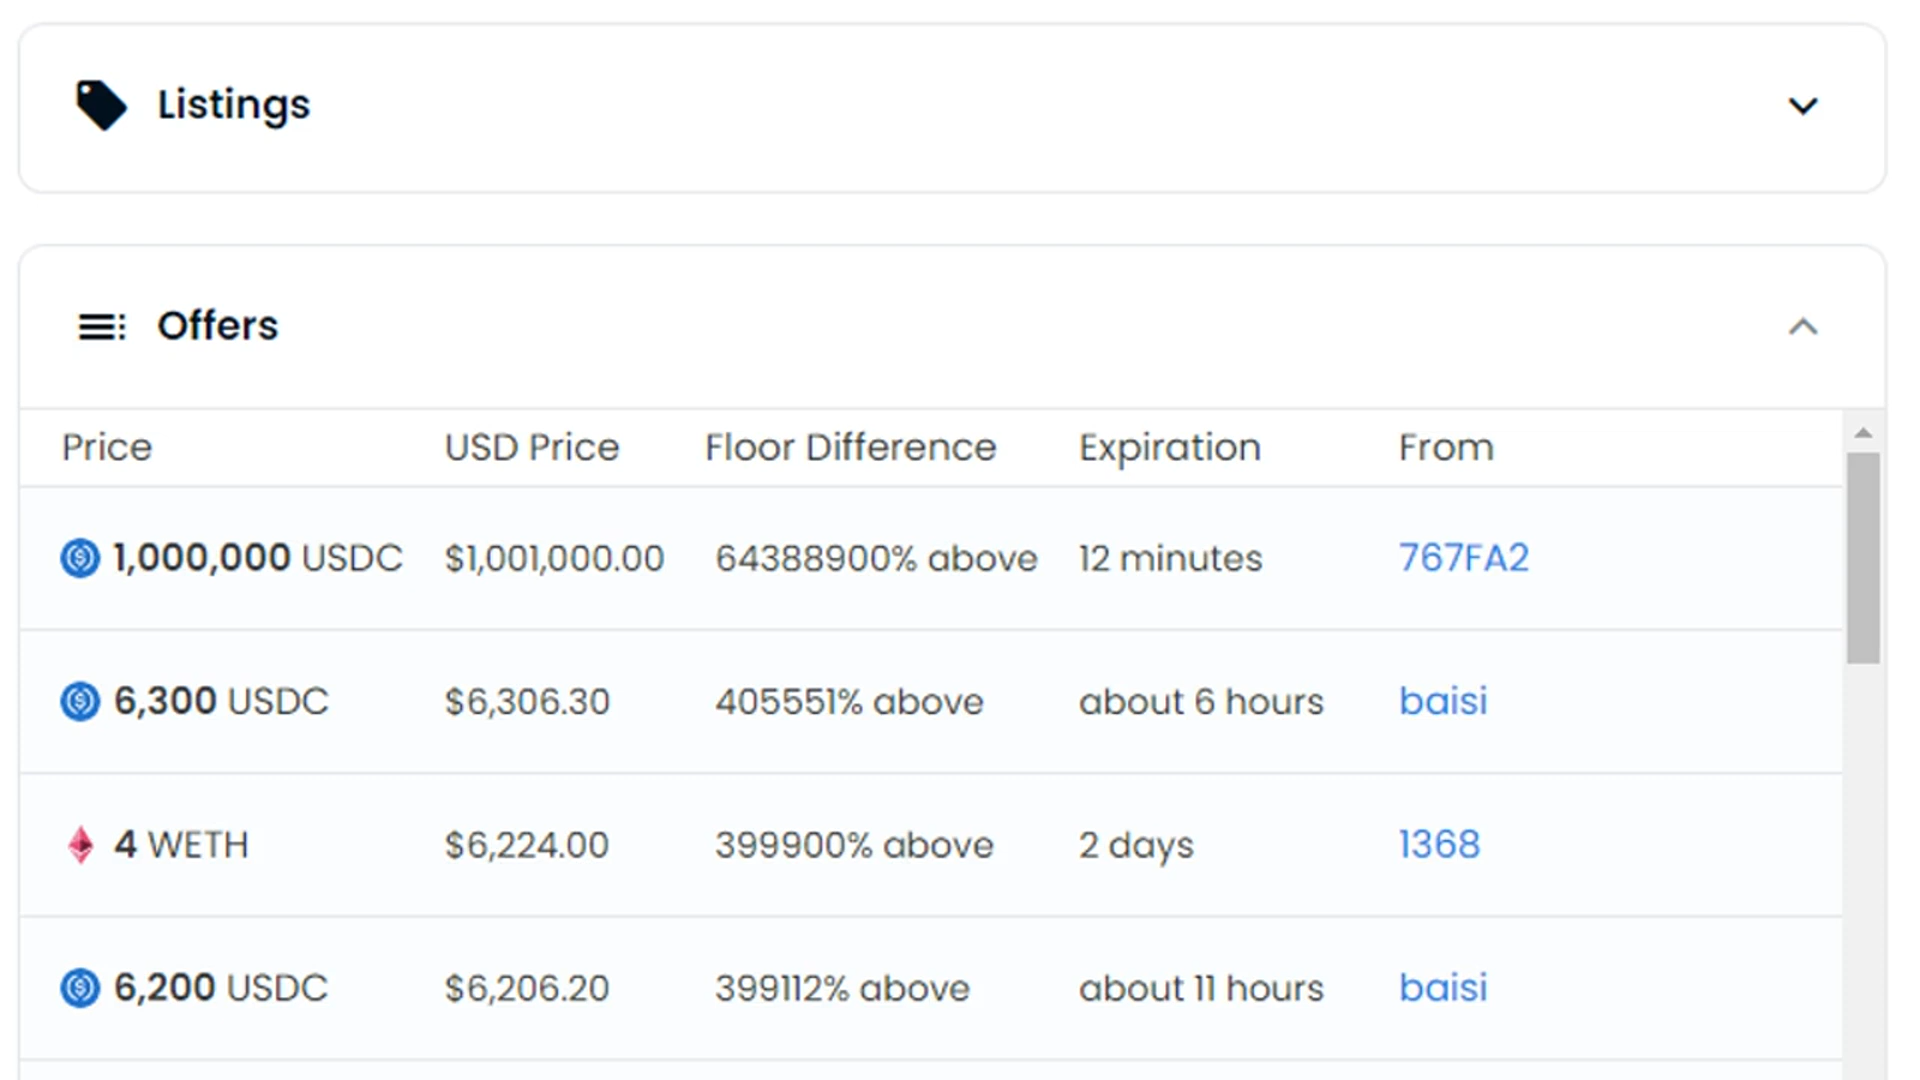 Listings
Offers
Price USD Price Floor Difference Expiration From
1,000,000 USDC $1,001,000.00 64388900% above 12 minutes 767FA2
6,300 USDC $6,306.30 405551% above about 6 hours baisi
4 WETH $6,224.00 399900% above 2 days 1368
6,200 USDC $6,206.20 399112% above about 11 hours baisi